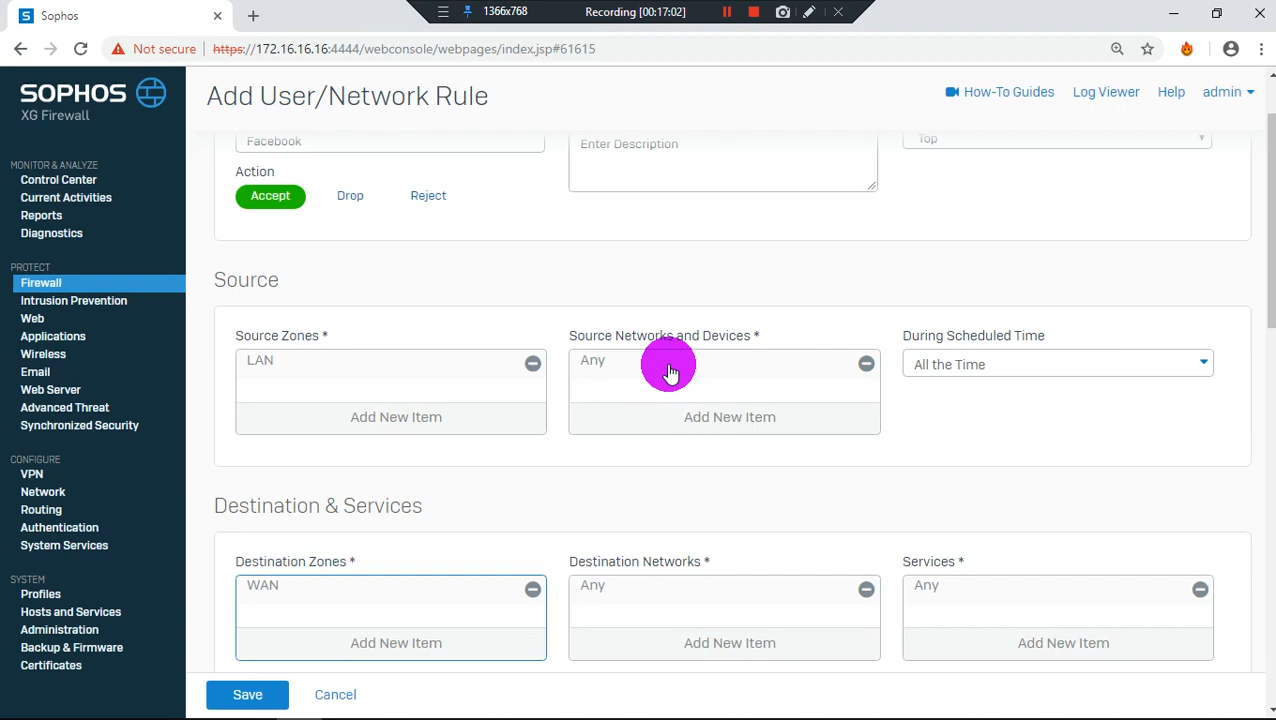 1366x768
Recording [00:17:02]
Sophos
Not secure
https://172.16.16.16:4444/webconsole/webpages/index.jsp#61615
SOPHOS
XG Firewall
MONITOR & ANALYZE
Control Center
Current Activities
Reports
Diagnostics
PROTECT
Firewall
Intrusion Prevention
Web
Applications
Wireless
Email
Web Server
Advanced Threat
Synchronized Security
CONFIGURE
VPN
Network
Routing
Authentication
System Services
SYSTEM
Profiles
Hosts and Services
Administration
Backup & Firmware
Certificates
Add User/Network Rule
How-To Guides
Log Viewer
Help
admin
Facebook
Enter Description
Top
Action
Accept
Drop
Reject
Source
Source Zones *
LAN
Add New Item
Source Networks and Devices *
Any
Add New Item
During Scheduled Time
All the Time
Destination & Services
Destination Zones *
WAN
Add New Item
Destination Networks *
Any
Add New Item
Services *
Any
Add New Item
Save
Cancel